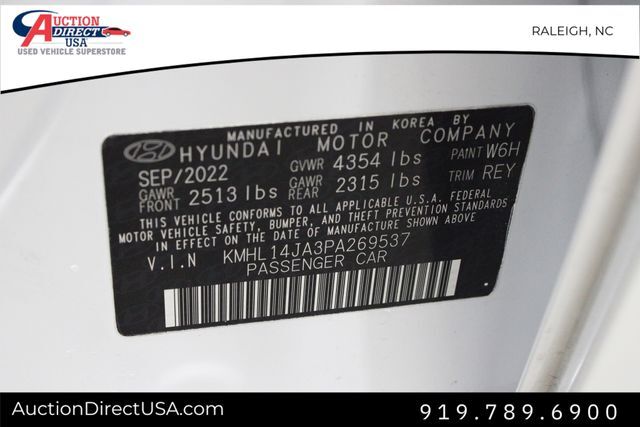 AUCTION
DIRECT
USA
USED VEHICLE SUPERSTORE
RALEIGH, NC
MANUFACTURED IN KOREA BY
HYUNDAI MOTOR COMPANY
SEP/2022 GVWR 4354 lbs PAINT W6H
GAWR FRONT 2513 lbs GAWR REAR 2315 lbs TRIM REY
THIS VEHICLE CONFORMS TO ALL APPLICABLE U.S.A. FEDERAL
MOTOR VEHICLE SAFETY, BUMPER, AND THEFT PREVENTION STANDARDS
IN EFFECT ON THE DATE OF MANUFACTURE SHOWN ABOVE
V.I.N KMHL14JA3PA269537
PASSENGER CAR
AuctionDirectUSA.com
919.789.6900